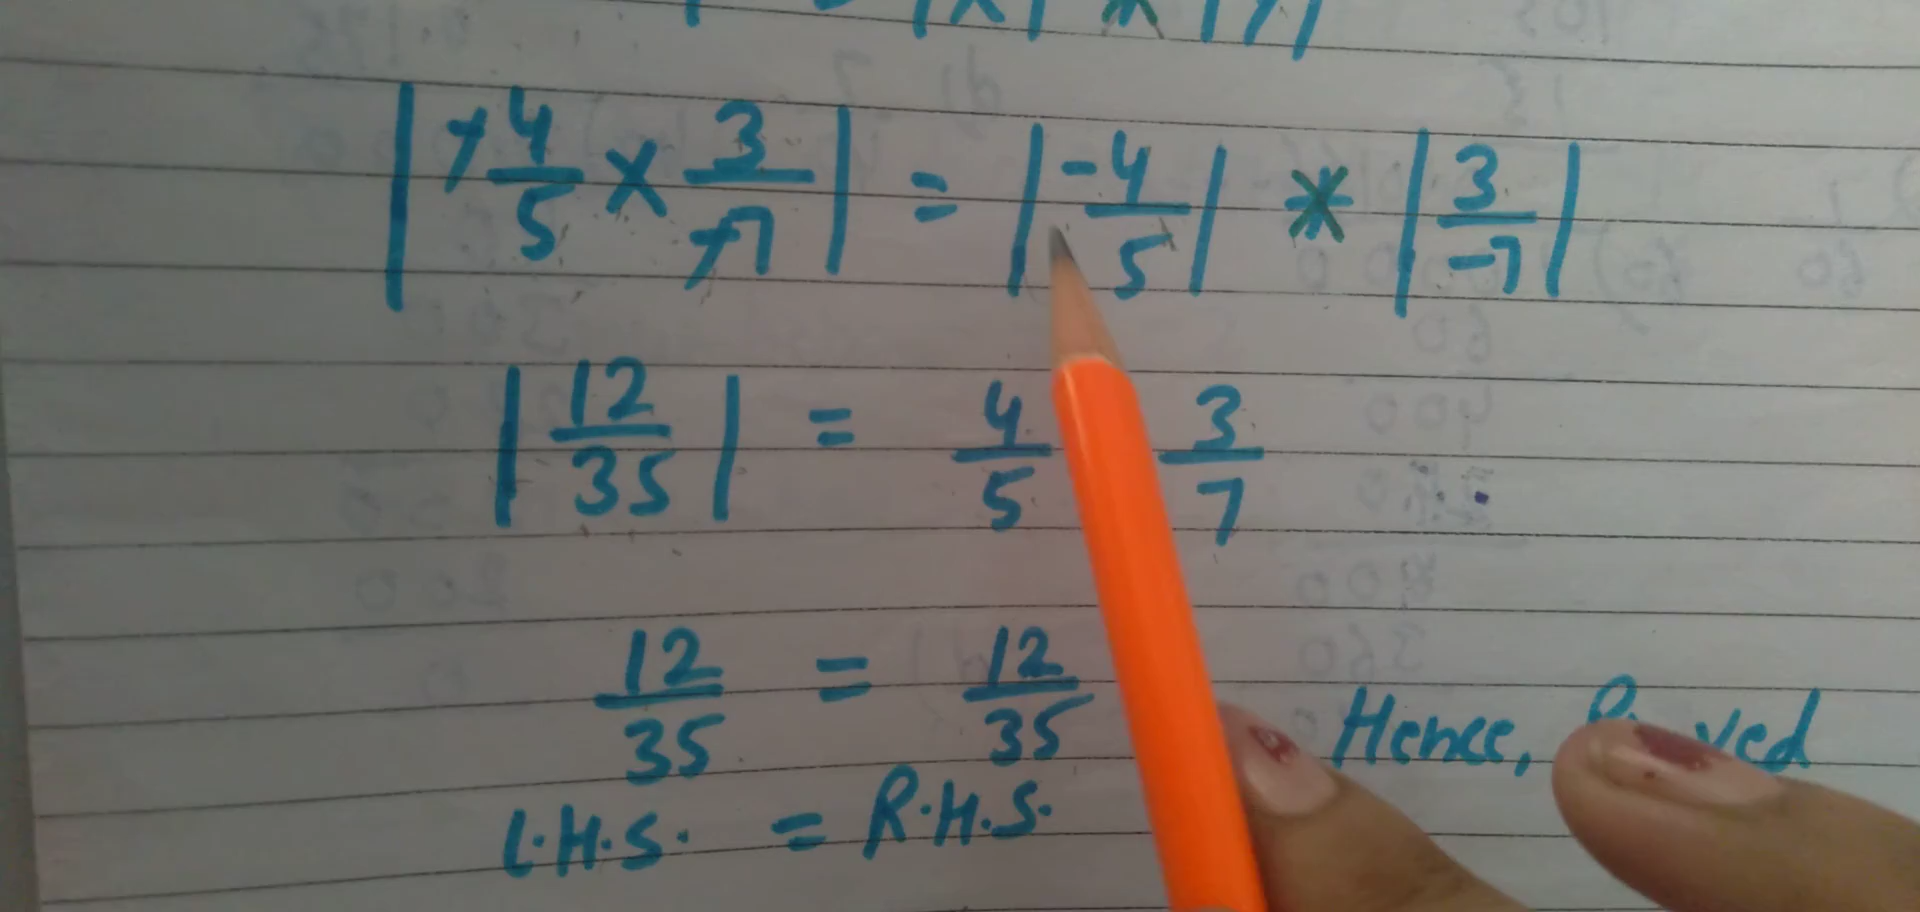 |x| * |y|
|-4/5 × 3/-7| = |-4/5| * |3/-7|
|12/35| = 4/5 3/7
12/35 = 12/35 Hence,
L.H.S. = R.H.S.